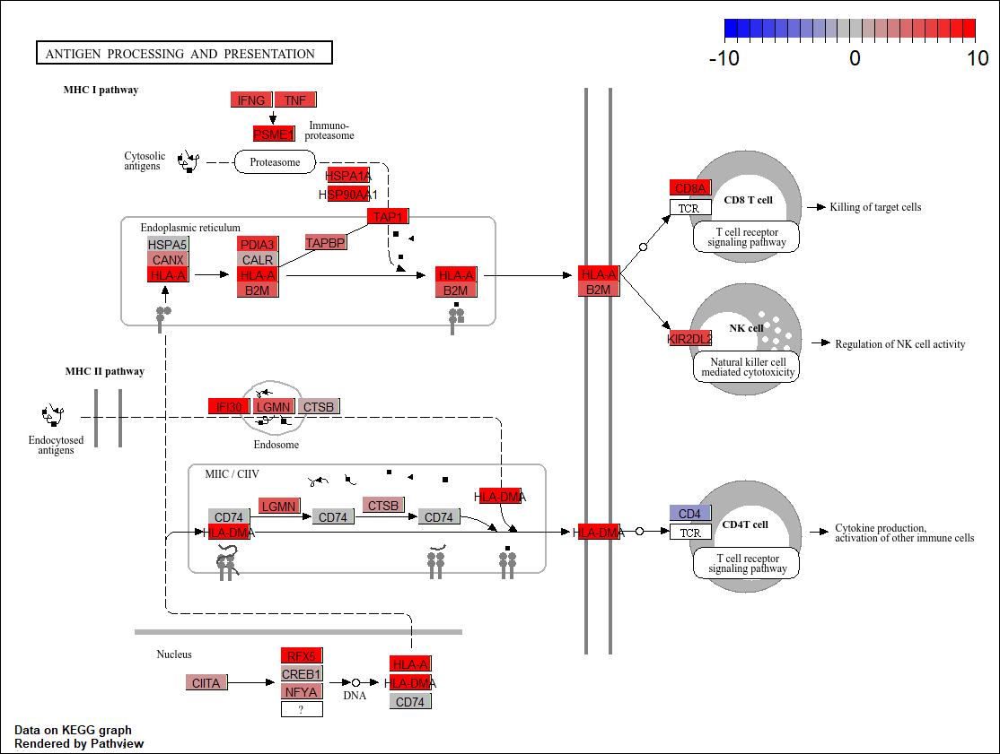 -10 0 10
ANTIGEN PROCESSING AND PRESENTATION
MHC I pathway
IFNG TNF
PSME1
Immuno-
proteasome
Cytosolic
antigens
Proteasome
HSPA1A
HSP90AA1
TAP1
Endoplasmic reticulum
HSPA5
CANX
HLA-A
PDIA3
CALR
HLA-A
B2M
TAPBP
HLA-A
B2M
HLA-A
B2M
CD8A
TCR
CD8 T cell
T cell receptor
signaling pathway
Killing of target cells
KIR2DL2
NK cell
Natural killer cell
mediated cytotoxicity
Regulation of NK cell activity
MHC II pathway
Endocytosed
antigens
IFI30 LGMN CTSB
Endosome
MIIC / CIIV
CD74
HLA-DMA
LGMN
CD74
CTSB
CD74
HLA-DMA
HLA-DMA
CD4
TCR
CD4T cell
T cell receptor
signaling pathway
Cytokine production,
activation of other immune cells
Nucleus
CIITA
RFX5
CREB1
NFYA
?
DNA
HLA-A
HLA-DMA
CD74
Data on KEGG graph
Rendered by Pathview